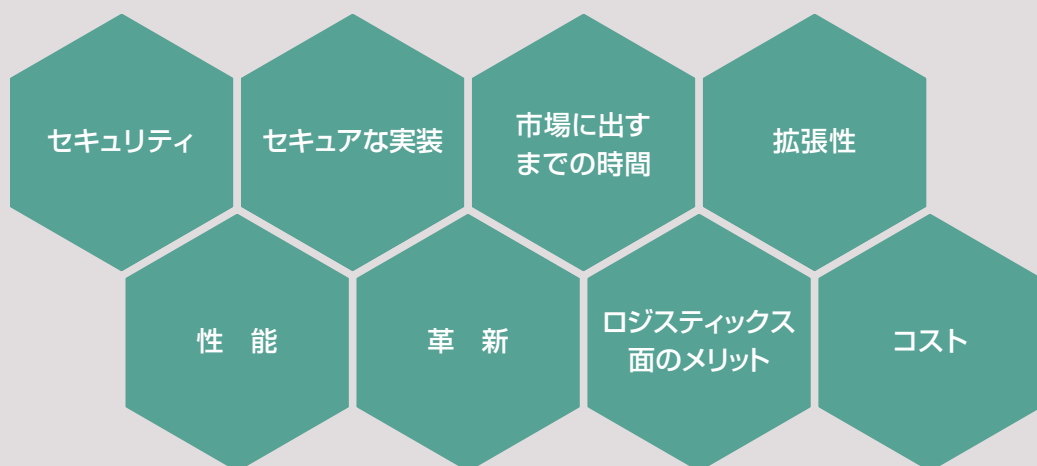 セキュリティ
セキュアな実装
市場に出す
までの時間
拡張性
性　能
革　新
ロジスティックス
面のメリット
コスト